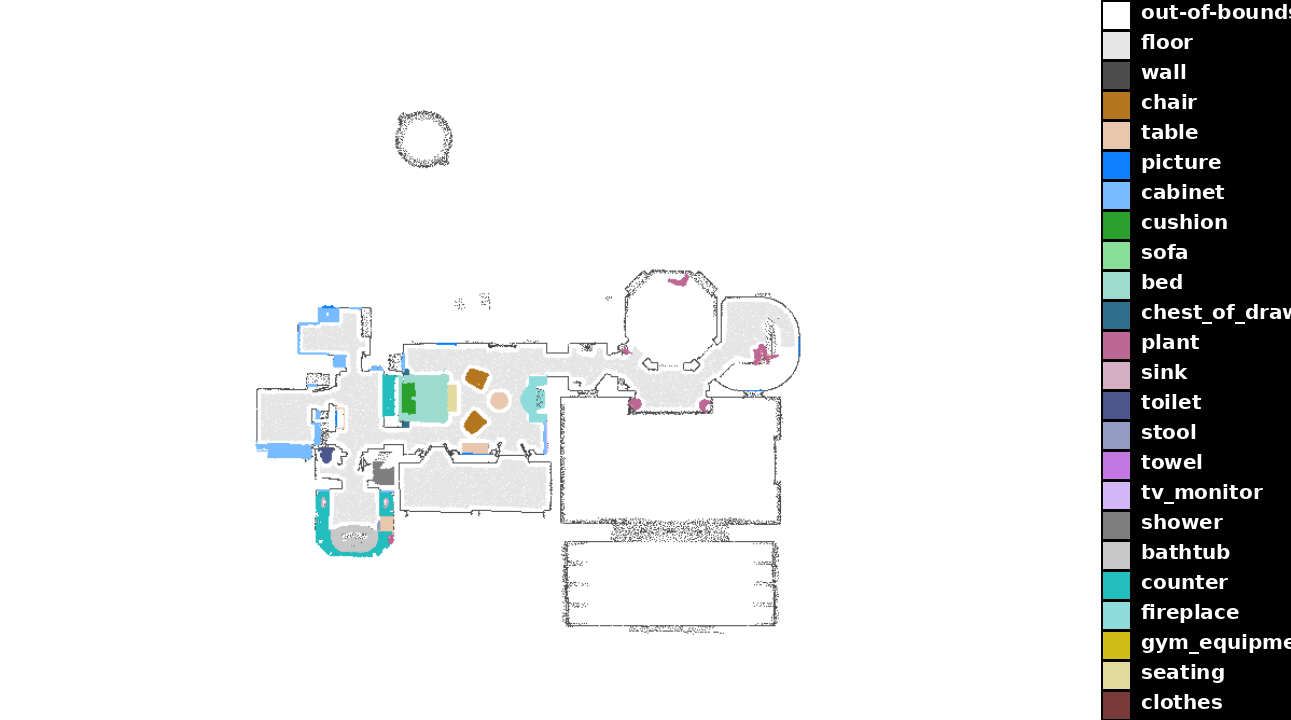 out-of-bounds
floor
wall
chair
table
picture
cabinet
cushion
sofa
bed
chest_of_draw
plant
sink
toilet
stool
towel
tv_monitor
shower
bathtub
counter
fireplace
gym_equipme
seating
clothes